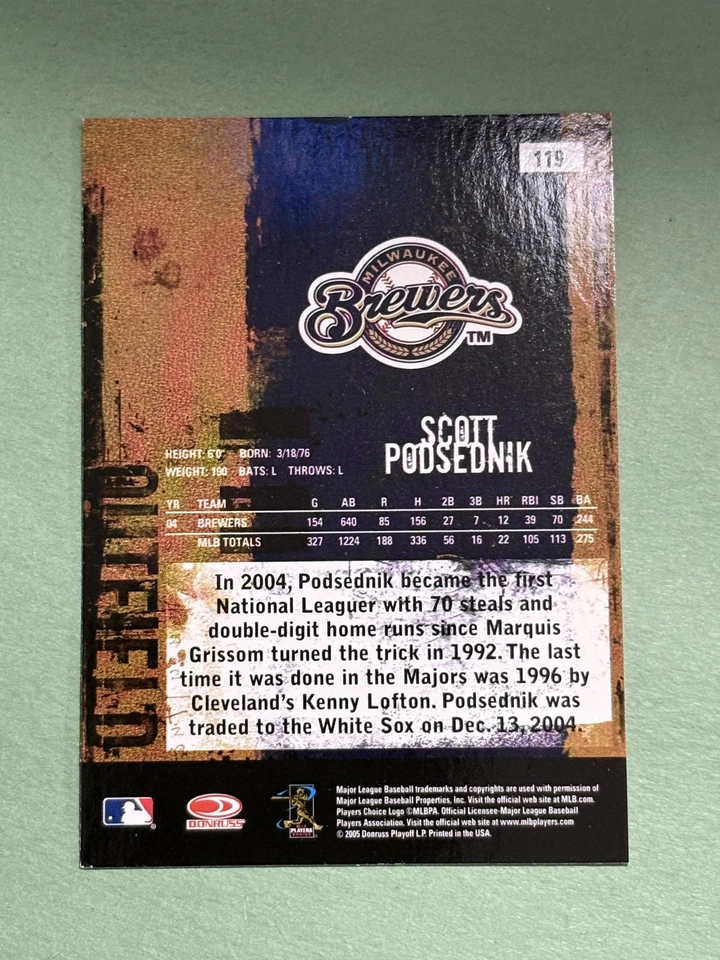 119
MILWAUKEE
Brewers
TM
SCOTT
PODSEDNIK
HEIGHT: 6'0" BORN: 3/18/76
WEIGHT: 190 BATS: L THROWS: L
OUTFIELD
YR TEAM G AB R H 2B 3B HR RBI SB BA
04 BREWERS 154 640 85 156 27 7 12 39 70 244
MLB TOTALS 327 1224 188 336 56 16 22 105 113 275
In 2004, Podsednik became the first
National Leaguer with 70 steals and
double-digit home runs since Marquis
Grissom turned the trick in 1992. The last
time it was done in the Majors was 1996 by
Cleveland's Kenny Lofton. Podsednik was
traded to the White Sox on Dec. 13, 2004.
DONRUSS
PLAYERS
CHOICE
Major League Baseball trademarks and copyrights are used with permission of
Major League Baseball Properties, Inc. Visit the official web site at MLB.com.
Players Choice Logo ©MLBPA. Official Licensee-Major League Baseball
Players Association. Visit the official web site at www.mlbplayers.com
© 2005 Donruss Playoff L.P. Printed in the USA.